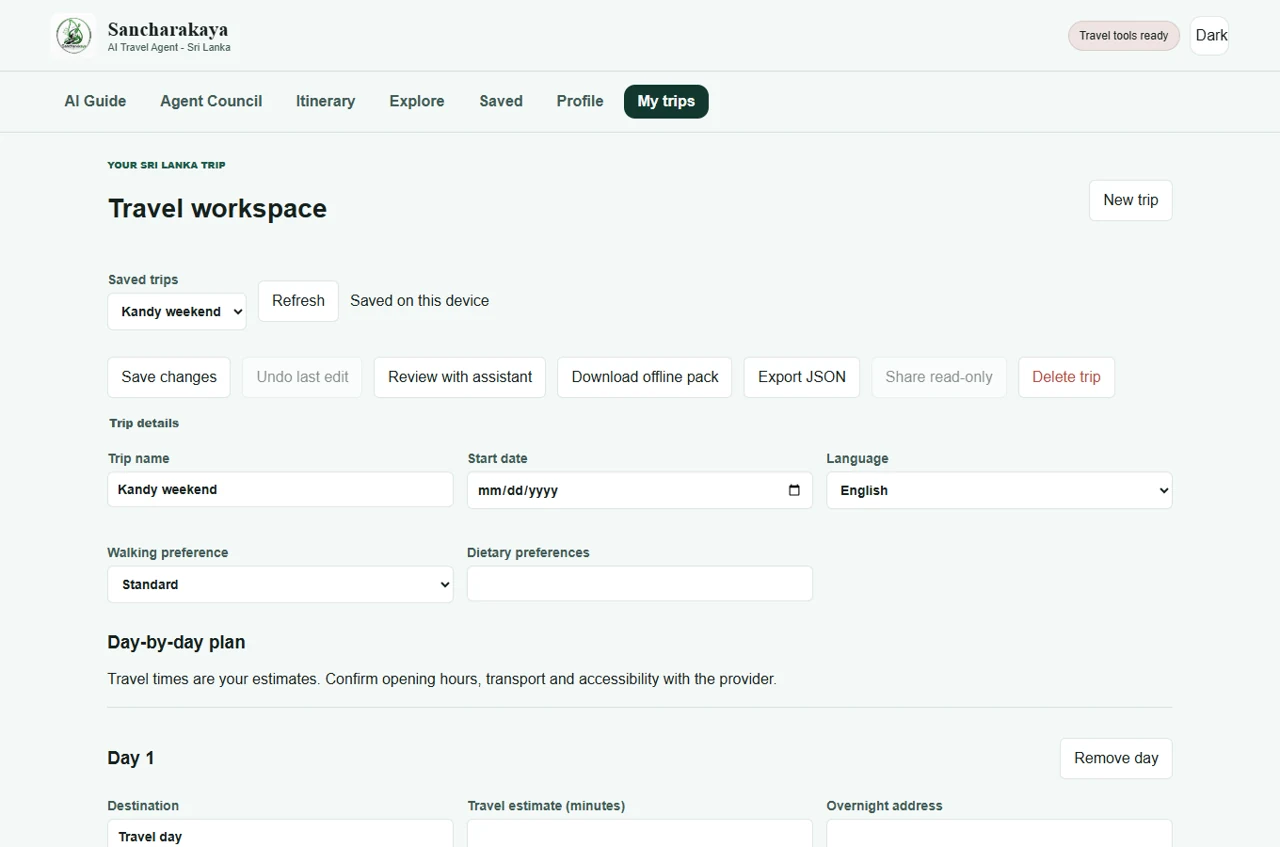 Sancharakaya
AI Travel Agent - Sri Lanka
Travel tools ready
Dark
AI Guide
Agent Council
Itinerary
Explore
Saved
Profile
My trips
YOUR SRI LANKA TRIP
Travel workspace
New trip
Saved trips
Kandy weekend
Refresh
Saved on this device
Save changes
Undo last edit
Review with assistant
Download offline pack
Export JSON
Share read-only
Delete trip
Trip details
Trip name
Start date
Language
Kandy weekend
mm/dd/yyyy
English
Walking preference
Dietary preferences
Standard
Day-by-day plan
Travel times are your estimates. Confirm opening hours, transport and accessibility with the provider.
Day 1
Remove day
Destination
Travel estimate (minutes)
Overnight address
Travel day